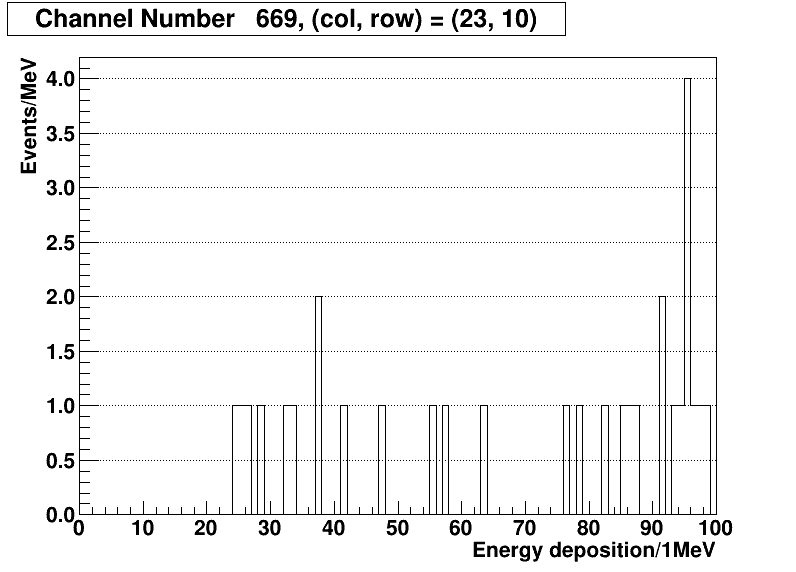 Channel Number 669, (col, row) = (23, 10)
Events/MeV
4.0
3.5
3.0
2.5
2.0
1.5
1.0
0.5
0.0
0 10 20 30 40 50 60 70 80 90 100
Energy deposition/1MeV